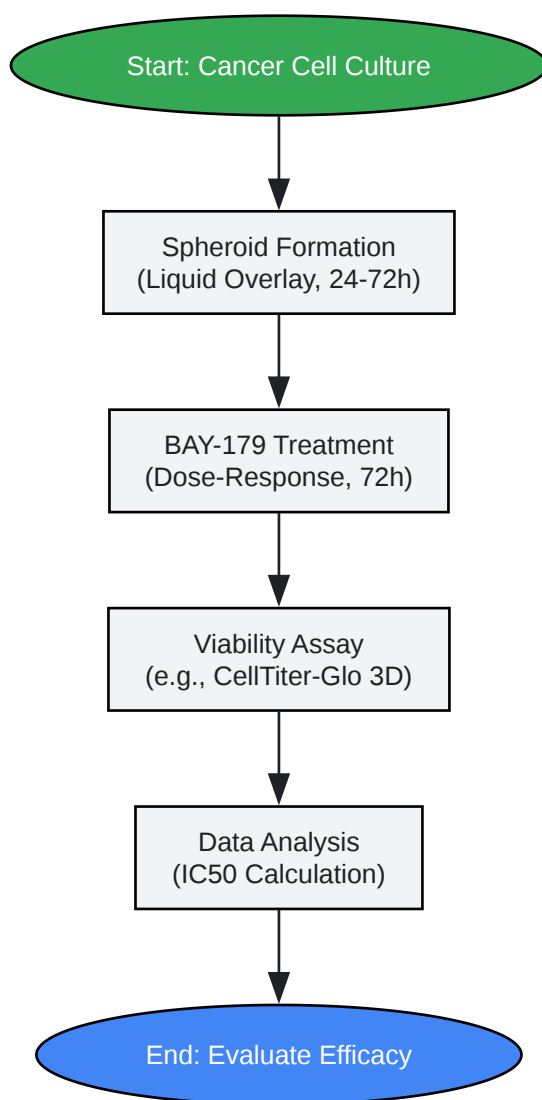 Start: Cancer Cell Culture
Spheroid Formation
(Liquid Overlay, 24-72h)
BAY-179 Treatment
(Dose-Response, 72h)
Viability Assay
(e.g., CellTiter-Glo 3D)
Data Analysis
(IC50 Calculation)
End: Evaluate Efficacy